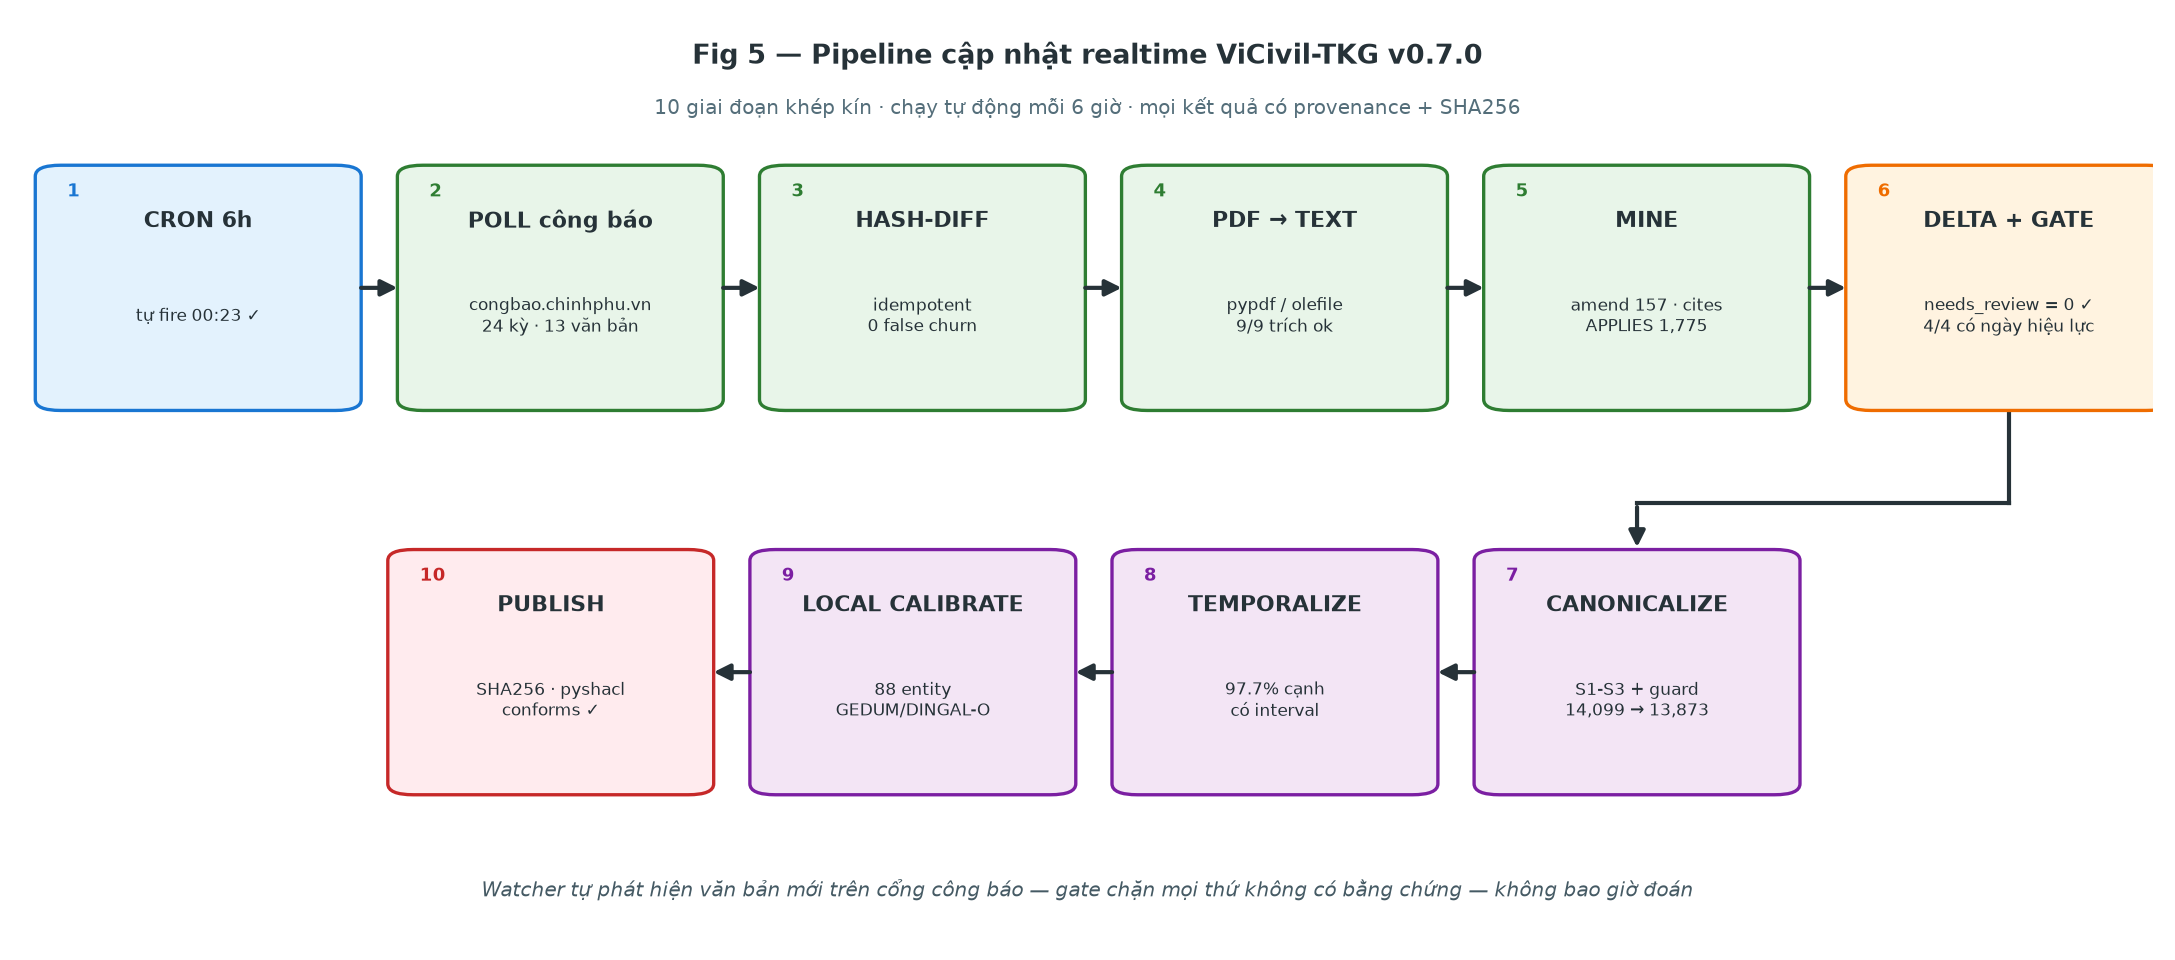 Fig 5 — Pipeline cập nhật realtime ViCivil-TKG v0.7.0
10 giai đoạn khép kín · chạy tự động mỗi 6 giờ · mọi kết quả có provenance + SHA256
1
CRON 6h
tự fire 00:23 ✓
2
POLL công báo
congbao.chinhphu.vn
24 kỳ · 13 văn bản
3
HASH-DIFF
idempotent
0 false churn
4
PDF → TEXT
pypdf / olefile
9/9 trích ok
5
MINE
amend 157 · cites
APPLIES 1,775
6
DELTA + GATE
needs_review = 0 ✓
4/4 có ngày hiệu lực
7
CANONICALIZE
S1-S3 + guard
14,099 → 13,873
8
TEMPORALIZE
97.7% cạnh
có interval
9
LOCAL CALIBRATE
88 entity
GEDUM/DINGAL-O
10
PUBLISH
SHA256 · pyshacl
conforms ✓
Watcher tự phát hiện văn bản mới trên cổng công báo — gate chặn mọi thứ không có bằng chứng — không bao giờ đoán